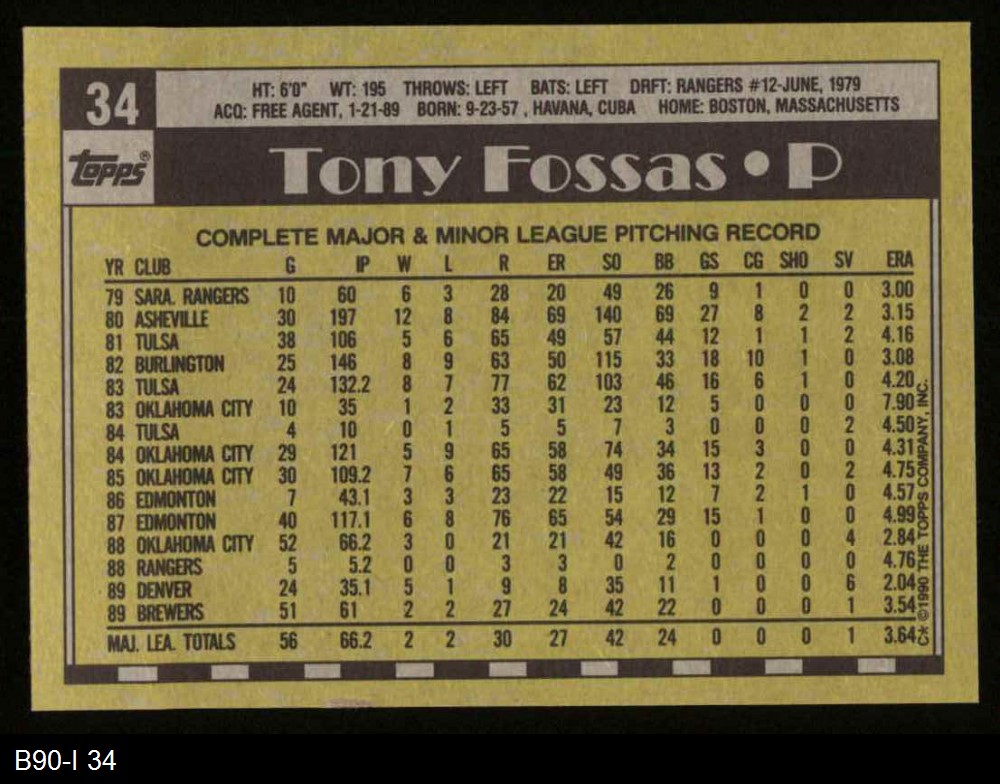 34
HT: 6'0" WT: 195 THROWS: LEFT BATS: LEFT DRFT: RANGERS #12-JUNE, 1979
ACQ: FREE AGENT, 1-21-89 BORN: 9-23-57 , HAVANA, CUBA HOME: BOSTON, MASSACHUSETTS
topps®
Tony Fossas • P
COMPLETE MAJOR & MINOR LEAGUE PITCHING RECORD
YR CLUB G IP W L R ER SO BB GS CG SHO SV ERA
79 SARA. RANGERS 10 60 6 3 28 20 49 26 9 1 0 0 3.00
80 ASHEVILLE 30 197 12 8 84 69 140 69 27 8 2 2 3.15
81 TULSA 38 106 5 6 65 49 57 44 12 1 1 2 4.16
82 BURLINGTON 25 146 8 9 63 50 115 33 18 10 1 0 3.08
83 TULSA 24 132.2 8 7 77 62 103 46 16 6 1 0 4.20
83 OKLAHOMA CITY 10 35 1 2 33 31 23 12 5 0 0 0 7.90
84 TULSA 4 10 0 1 5 5 7 3 0 0 0 2 4.50
84 OKLAHOMA CITY 29 121 5 9 65 58 74 34 15 3 0 0 4.31
85 OKLAHOMA CITY 30 109.2 7 6 65 58 49 36 13 2 0 2 4.75
86 EDMONTON 7 43.1 3 3 23 22 15 12 7 2 1 0 4.57
87 EDMONTON 40 117.1 6 8 76 65 54 29 15 1 0 0 4.99
88 OKLAHOMA CITY 52 66.2 3 0 21 21 42 16 0 0 0 4 2.84
88 RANGERS 5 5.2 0 0 3 3 0 2 0 0 0 0 4.76
89 DENVER 24 35.1 5 1 9 8 35 11 1 0 0 6 2.04
89 BREWERS 51 61 2 2 27 24 42 22 0 0 0 1 3.54
MAJ. LEA. TOTALS 56 66.2 2 2 30 27 42 24 0 0 0 1 3.64
©1990 THE TOPPS COMPANY, INC.
B90-I 34